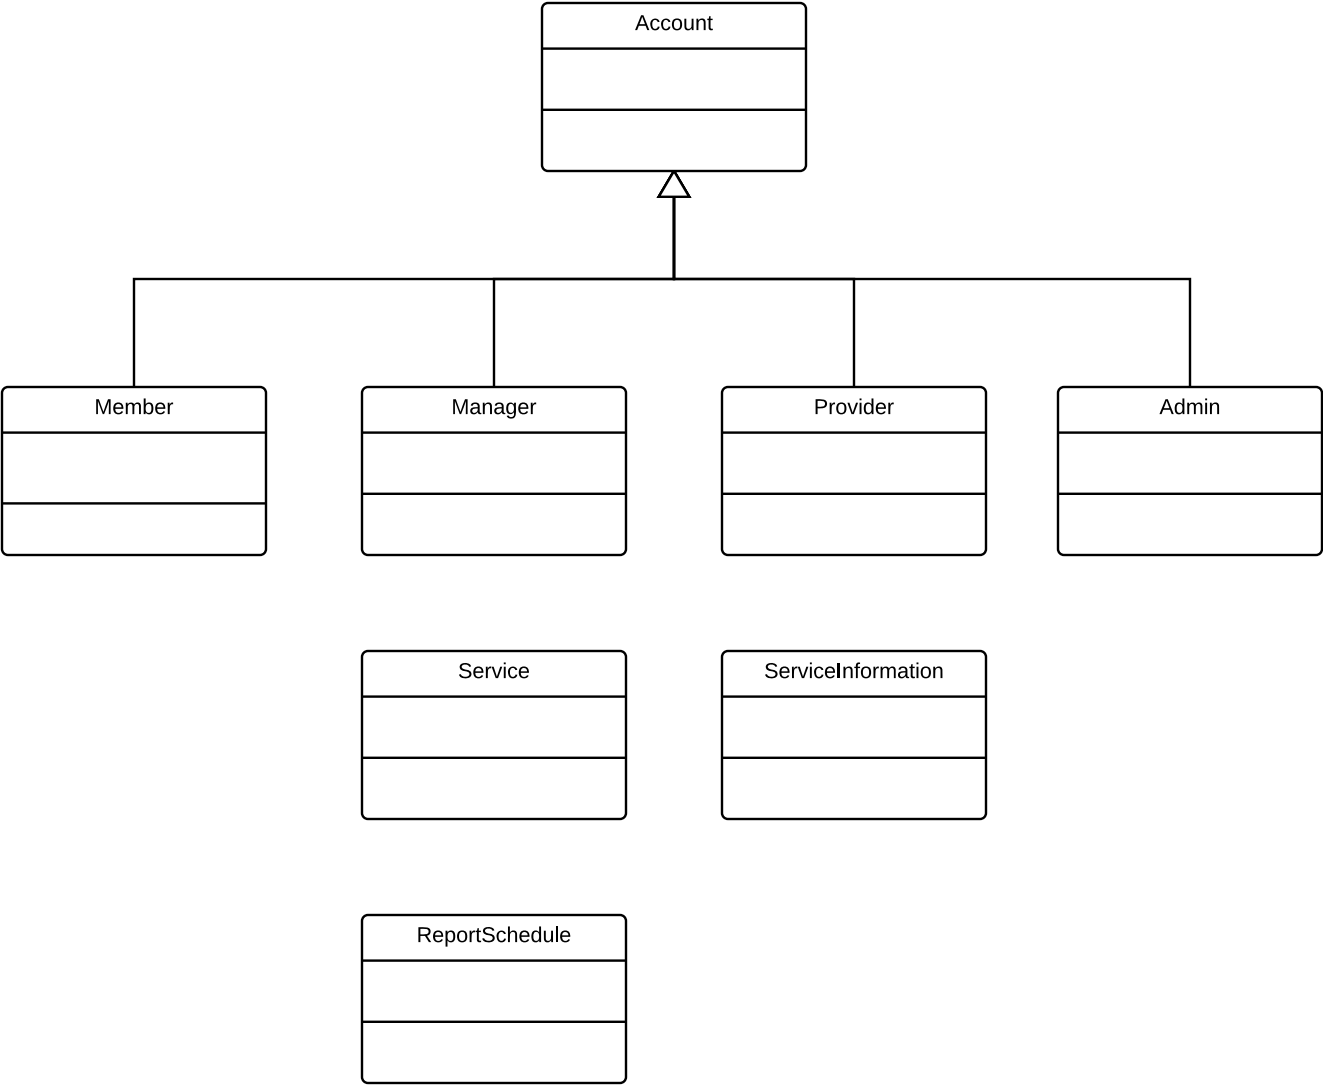 Account
Member
Manager
Provider
Admin
Service
ServiceInformation
ReportSchedule